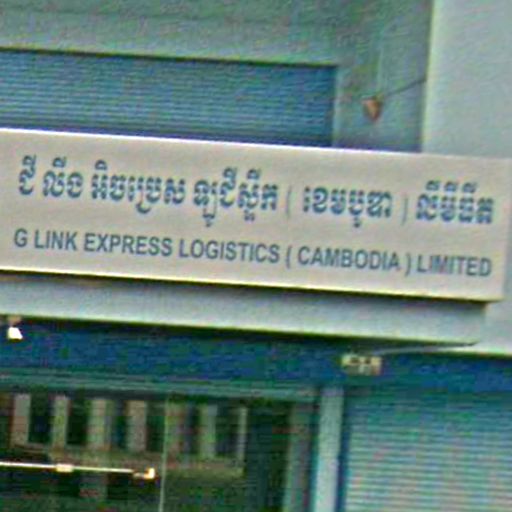 ជី លីង អិចប្រេស ឡូជីស្ទីក ( ខេមបូឌា ) លីមីធីត
G LINK EXPRESS LOGISTICS ( CAMBODIA ) LIMITED